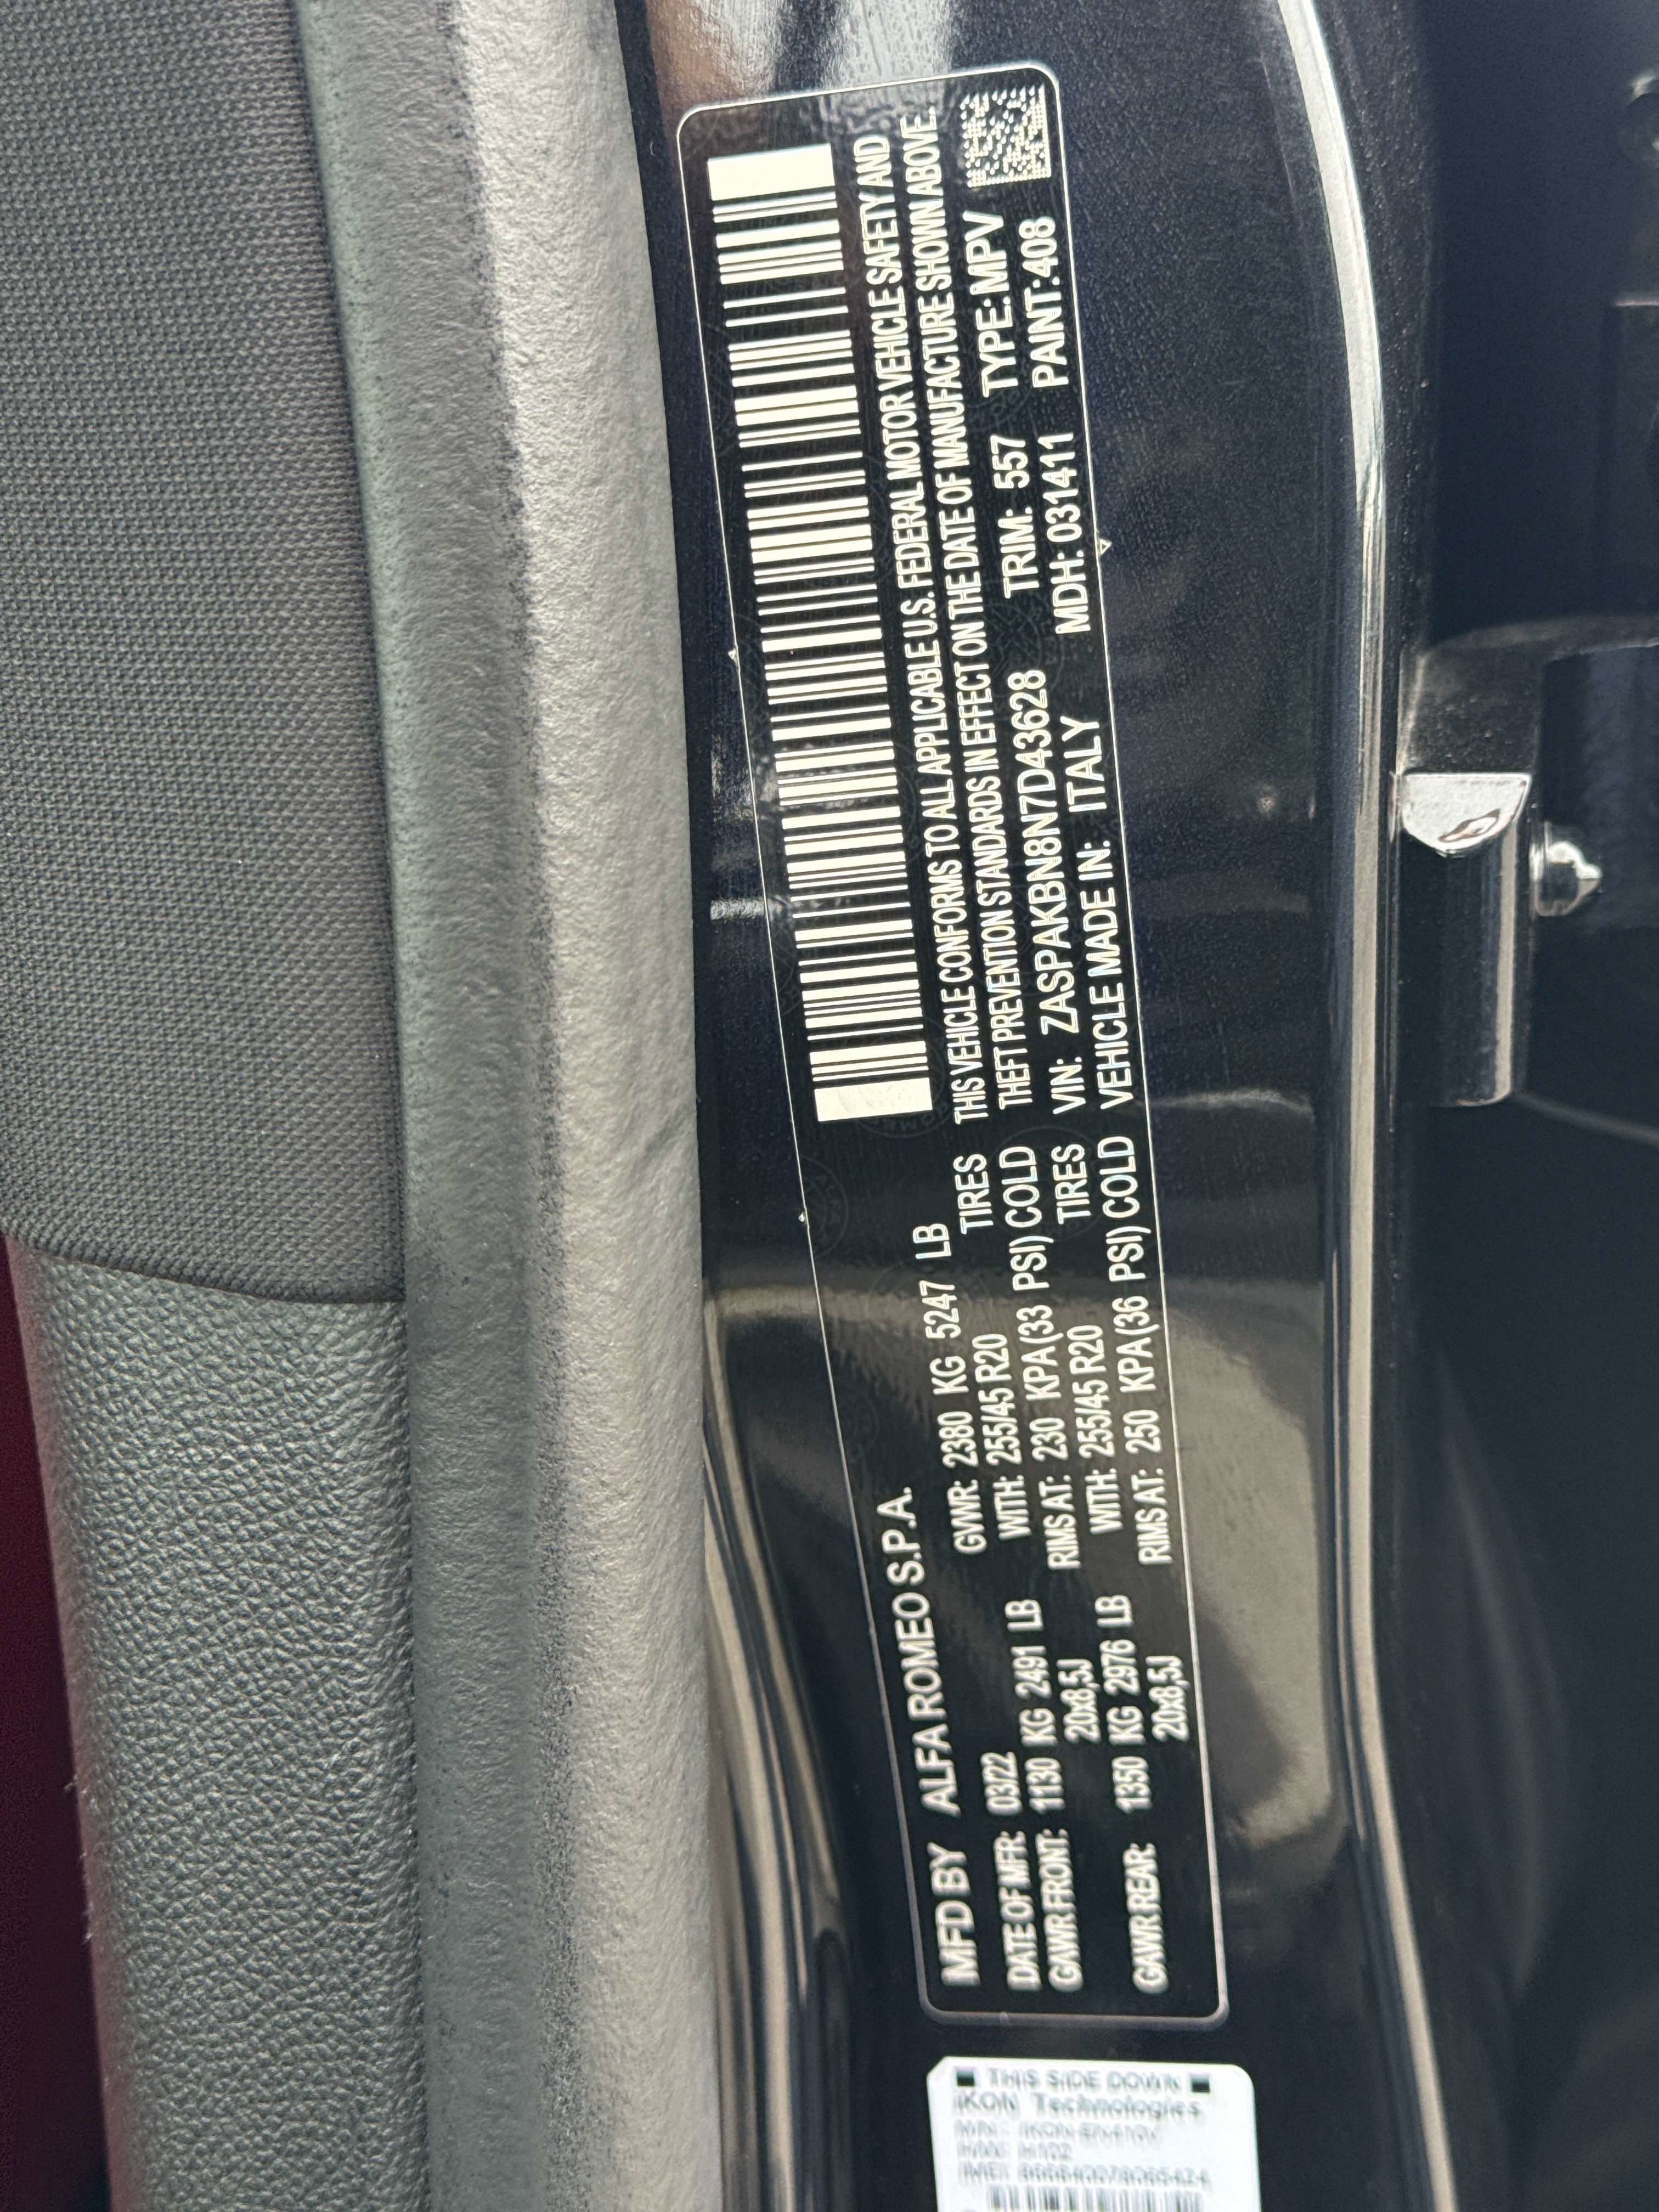 MFD BY ALFA ROMEO S.P.A.
DATE OF MFR: 03/22 GVWR: 2380 KG 5247 LB
GAWR FRONT: 1130 KG 2491 LB WITH: 255/45 R20 TIRES
20x8,5J RIMS AT: 230 KPA(33 PSI) COLD
GAWR REAR: 1350 KG 2976 LB WITH: 255/45 R20 TIRES
20x8,5J RIMS AT: 250 KPA(36 PSI) COLD
THIS VEHICLE CONFORMS TO ALL APPLICABLE U.S. FEDERAL MOTOR VEHICLE SAFETY AND
THEFT PREVENTION STANDARDS IN EFFECT ON THE DATE OF MANUFACTURE SHOWN ABOVE.
VIN: ZASPAKBN8N7D43628 TRIM: 557 TYPE: MPV
VEHICLE MADE IN: ITALY MDH: 031411 PAINT: 408
THIS SIDE DOWN
iKON Technologies